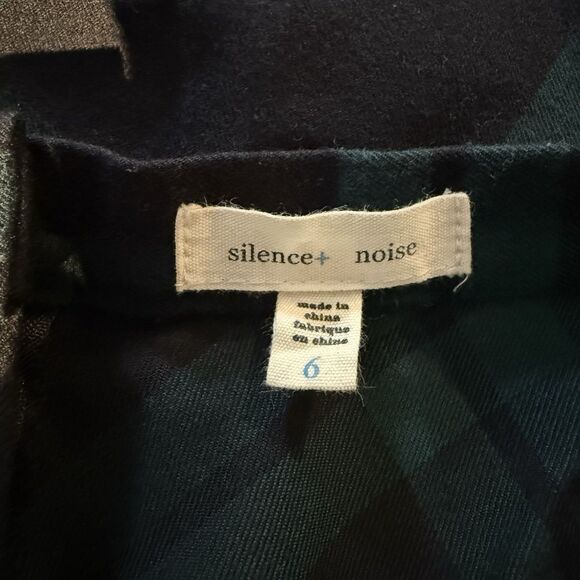 silence+ noise
made in
china
fabriqué
en chine
6